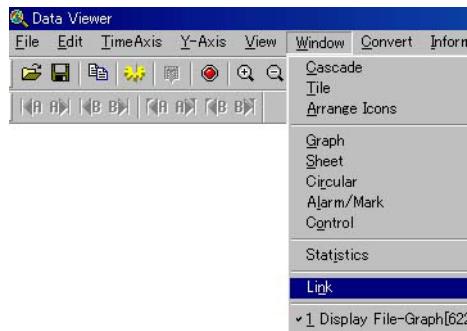 Data Viewer
File Edit TimeAxis Y-Axis View Window Convert
Cascade
Tile
Arrange Icons
Graph
Sheet
Circular
Alarm/Mark
Control
Statistics
Link
1 Display File-Graph[622